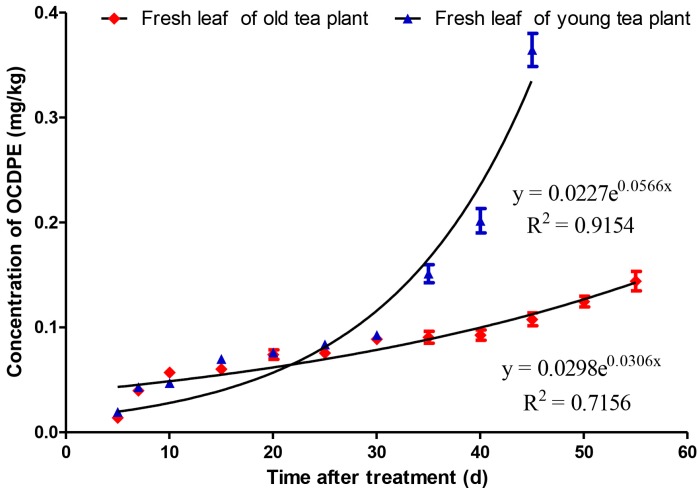 Fresh leaf of old tea plant
Fresh leaf of young tea plant
Concentration of OCDPE (mg/kg)
0.4
0.3
0.2
0.1
0.0
y = 0.0227e^0.0566x
R² = 0.9154
y = 0.0298e^0.0306x
R² = 0.7156
0 10 20 30 40 50 60
Time after treatment (d)